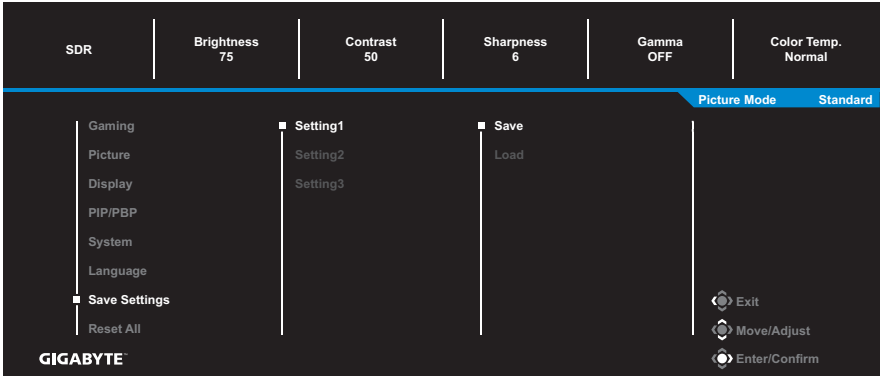 SDR
Brightness
75
Contrast
50
Sharpness
6
Gamma
OFF
Color Temp.
Normal
Picture Mode Standard
Gaming
Picture
Display
PIP/PBP
System
Language
Save Settings
Reset All
Setting1
Setting2
Setting3
Save
Load
Exit
Move/Adjust
Enter/Confirm
GIGABYTE™